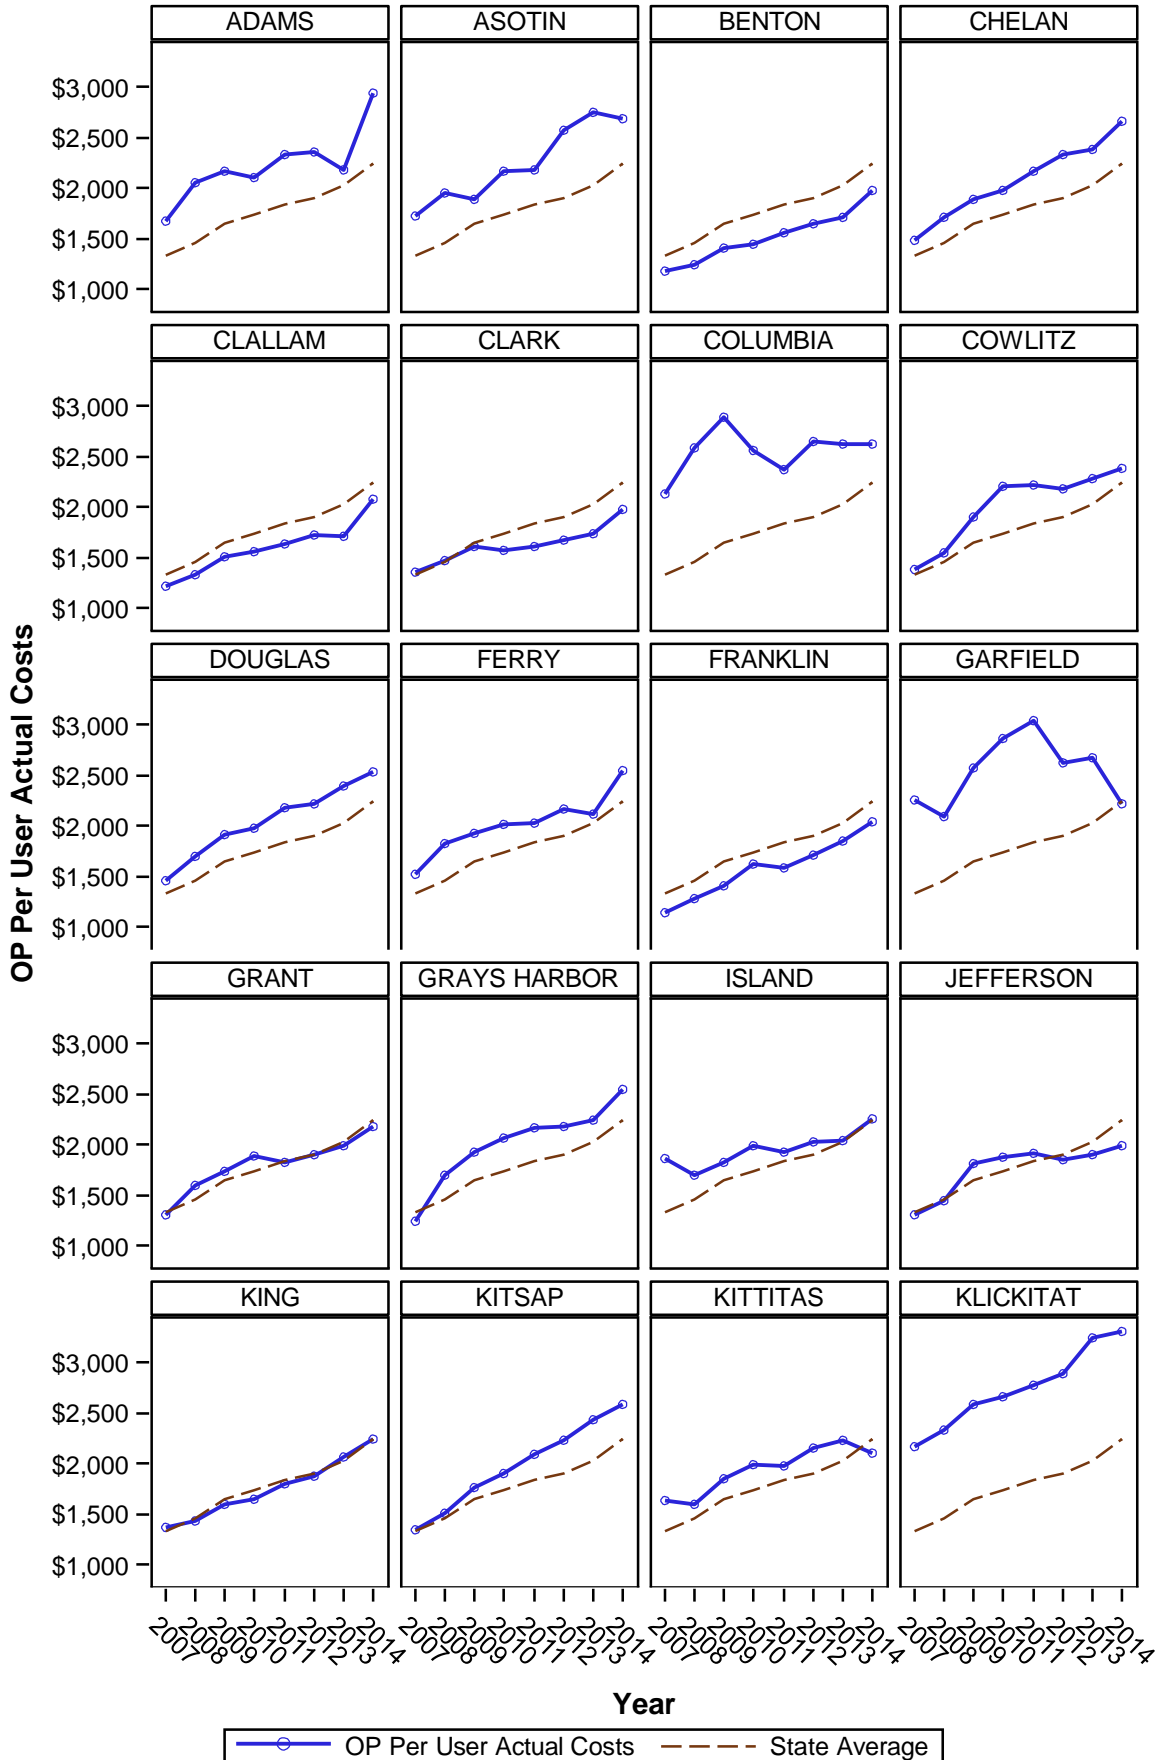 ADAMS ASOTIN BENTON CHELAN
$3,000
$2,500
$2,000
$1,500
$1,000
CLALLAM CLARK COLUMBIA COWLITZ
$3,000
$2,500
$2,000
$1,500
$1,000
DOUGLAS FERRY FRANKLIN GARFIELD
$3,000
$2,500
$2,000
$1,500
$1,000
GRANT GRAYS HARBOR ISLAND JEFFERSON
$3,000
$2,500
$2,000
$1,500
$1,000
KING KITSAP KITTITAS KLICKITAT
$3,000
$2,500
$2,000
$1,500
$1,000
OP Per User Actual Costs
2007 2008 2009 2010 2011 2012 2013 2014 2007 2008 2009 2010 2011 2012 2013 2014 2007 2008 2009 2010 2011 2012 2013 2014 2007 2008 2009 2010 2011 2012 2013 2014
Year
OP Per User Actual Costs State Average